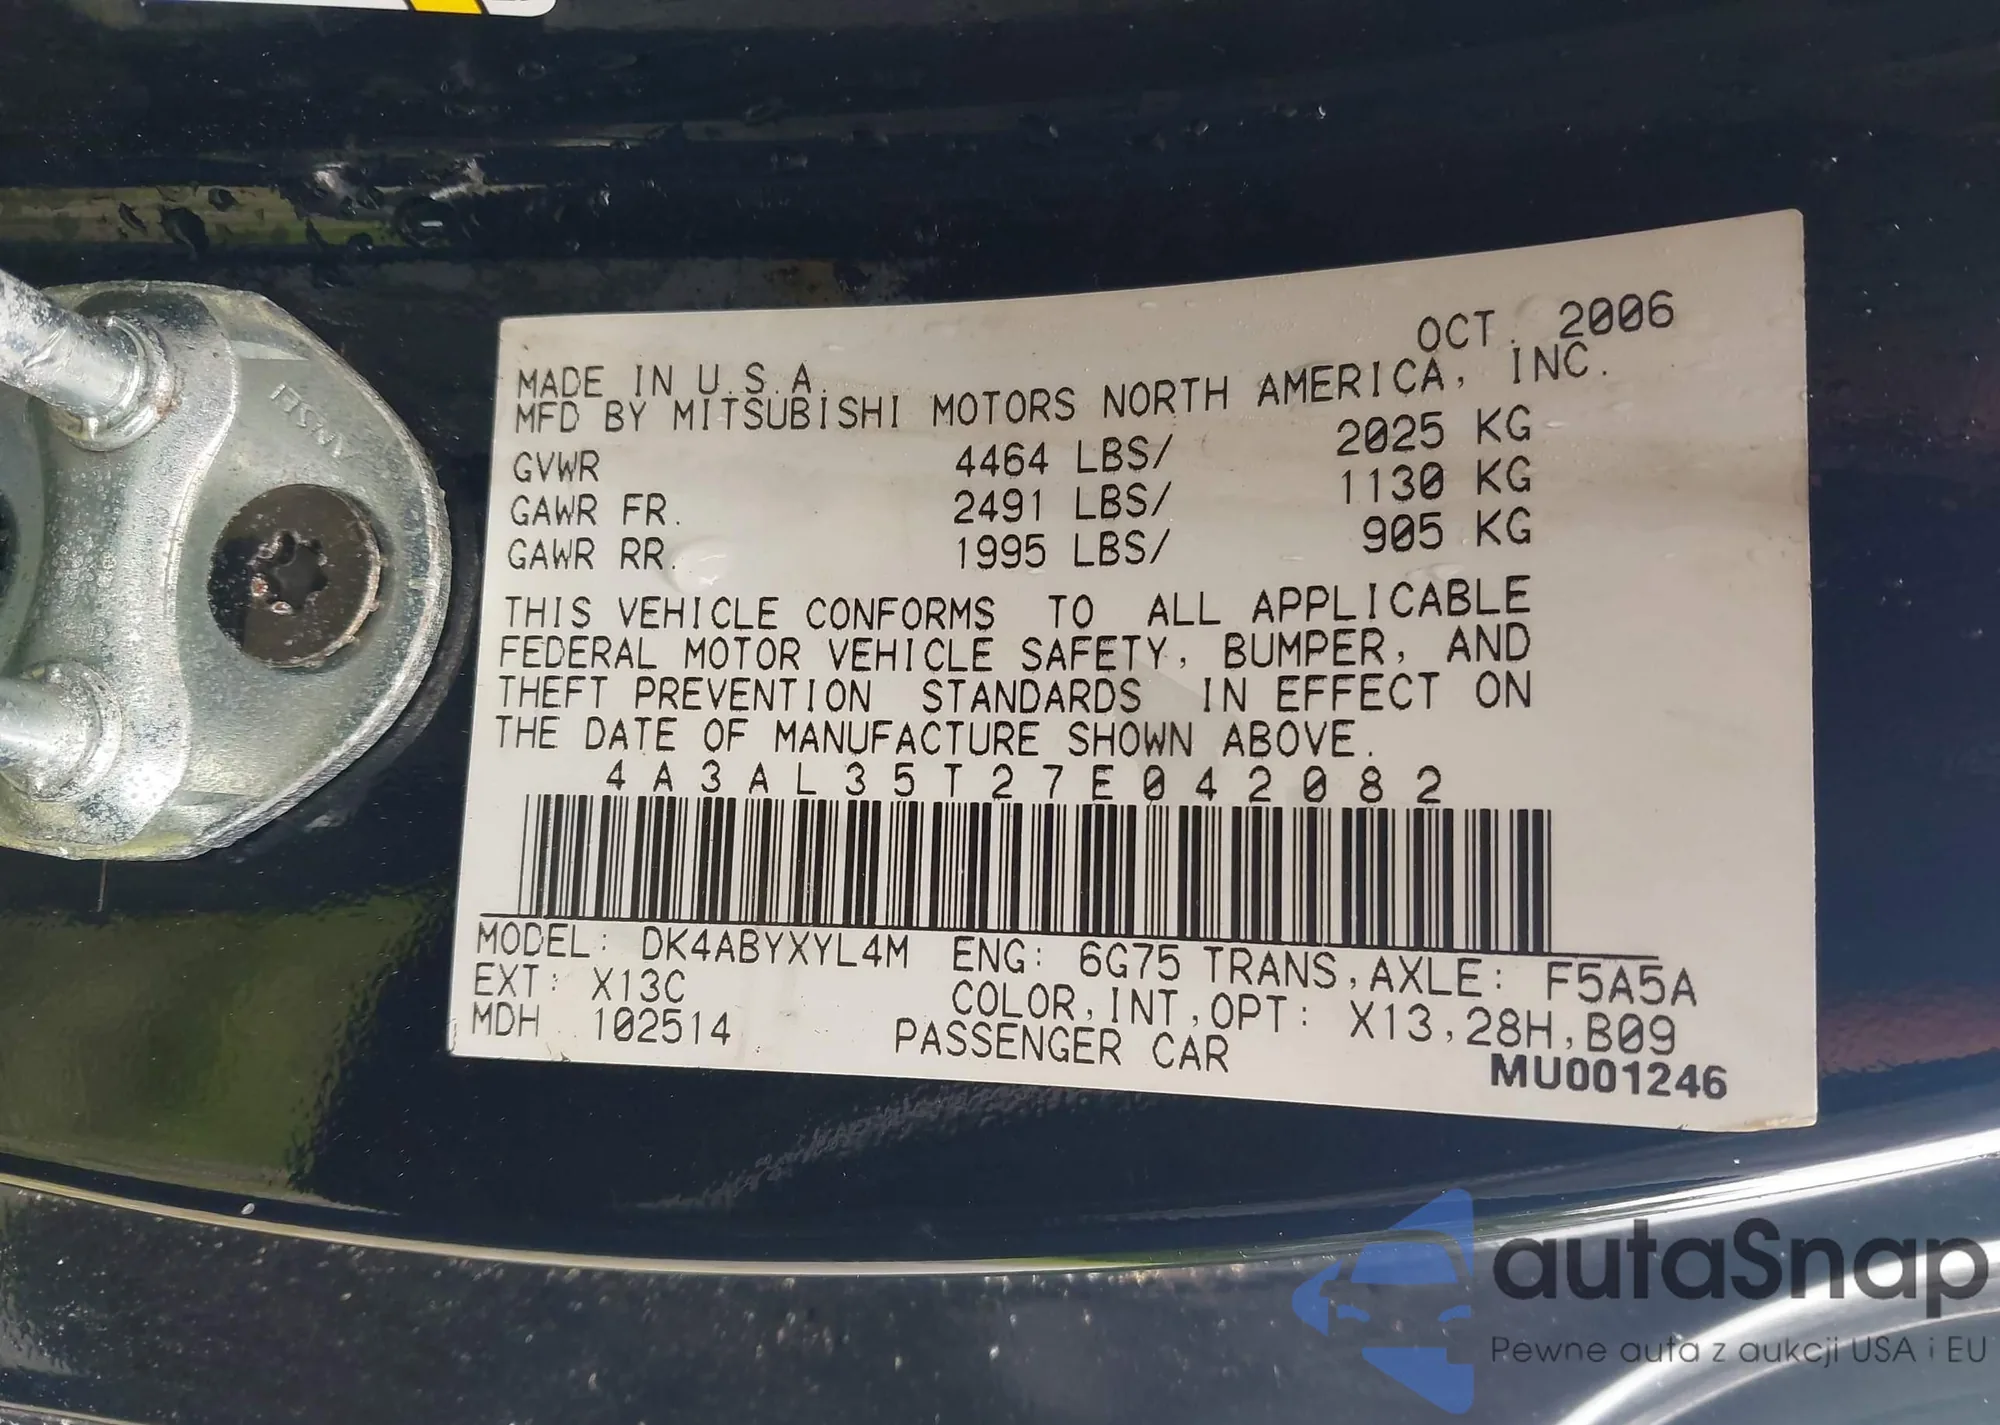 OCT. 2006
MADE IN U.S.A.
MFD BY MITSUBISHI MOTORS NORTH AMERICA, INC.
GVWR 4464 LBS/ 2025 KG
GAWR FR. 2491 LBS/ 1130 KG
GAWR RR. 1995 LBS/ 905 KG
THIS VEHICLE CONFORMS TO ALL APPLICABLE
FEDERAL MOTOR VEHICLE SAFETY, BUMPER, AND
THEFT PREVENTION STANDARDS IN EFFECT ON
THE DATE OF MANUFACTURE SHOWN ABOVE.
4A3AL35T27E042082
MODEL: DK4ABYXYL4M ENG: 6G75 TRANS,AXLE: F5A5A
EXT: X13C COLOR,INT,OPT: X13,28H,B09
MDH 102514 PASSENGER CAR
MU001246
ANSEI
autaSnap
Pewne auta z aukcji USA i EU